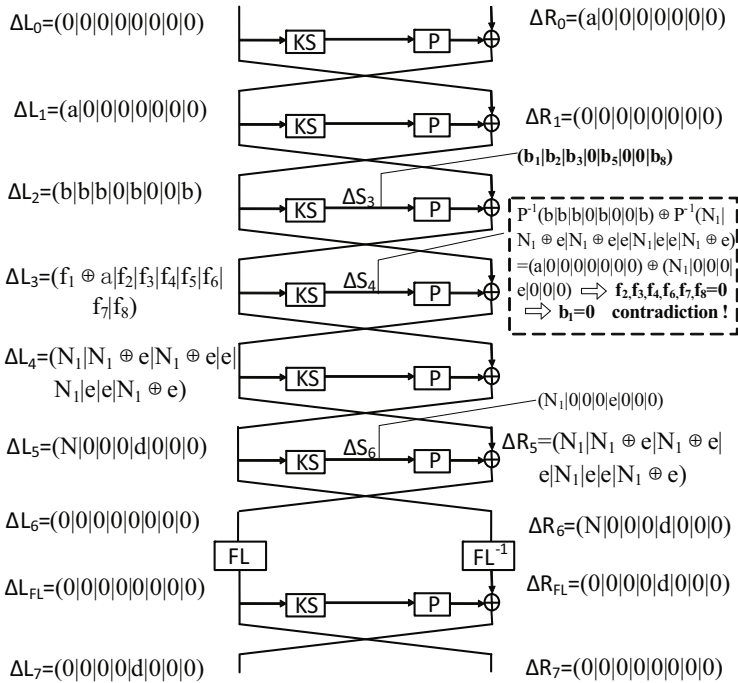 ΔL₀=(0|0|0|0|0|0|0|0)
ΔR₀=(a|0|0|0|0|0|0|0)
KS
P
ΔL₁=(a|0|0|0|0|0|0|0)
KS
P
ΔR₁=(0|0|0|0|0|0|0|0)
(b₁|b₂|b₃|0|b₅|0|0|b₈)
ΔL₂=(b|b|b|0|b|0|0|b)
KS
ΔS₃
P
P⁻¹(b|b|b|0|b|0|0|b) ⊕ P⁻¹(N₁|
N₁ ⊕ e|N₁ ⊕ e|e|N₁|e|e|N₁ ⊕ e)
=(a|0|0|0|0|0|0|0) ⊕ (N₁|0|0|0|
e|0|0|0) ⇒ f₂,f₃,f₄,f₆,f₇,f₈=0
⇒ b₁=0 contradiction !
ΔL₃=(f₁ ⊕ a|f₂|f₃|f₄|f₅|f₆|
f₇|f₈)
KS
ΔS₄
P
ΔL₄=(N₁|N₁ ⊕ e|N₁ ⊕ e|e|
N₁|e|e|N₁ ⊕ e)
KS
P
(N₁|0|0|0|e|0|0|0)
ΔL₅=(N|0|0|0|d|0|0|0)
KS
ΔS₆
P
ΔR₅=(N₁|N₁ ⊕ e|N₁ ⊕ e|
e|N₁|e|e|N₁ ⊕ e)
ΔL₆=(0|0|0|0|0|0|0|0)
ΔR₆=(N|0|0|0|d|0|0|0)
FL
FL⁻¹
ΔL_FL=(0|0|0|0|0|0|0|0)
KS
P
ΔR_FL=(0|0|0|0|d|0|0|0)
ΔL₇=(0|0|0|0|d|0|0|0)
ΔR₇=(0|0|0|0|0|0|0|0)